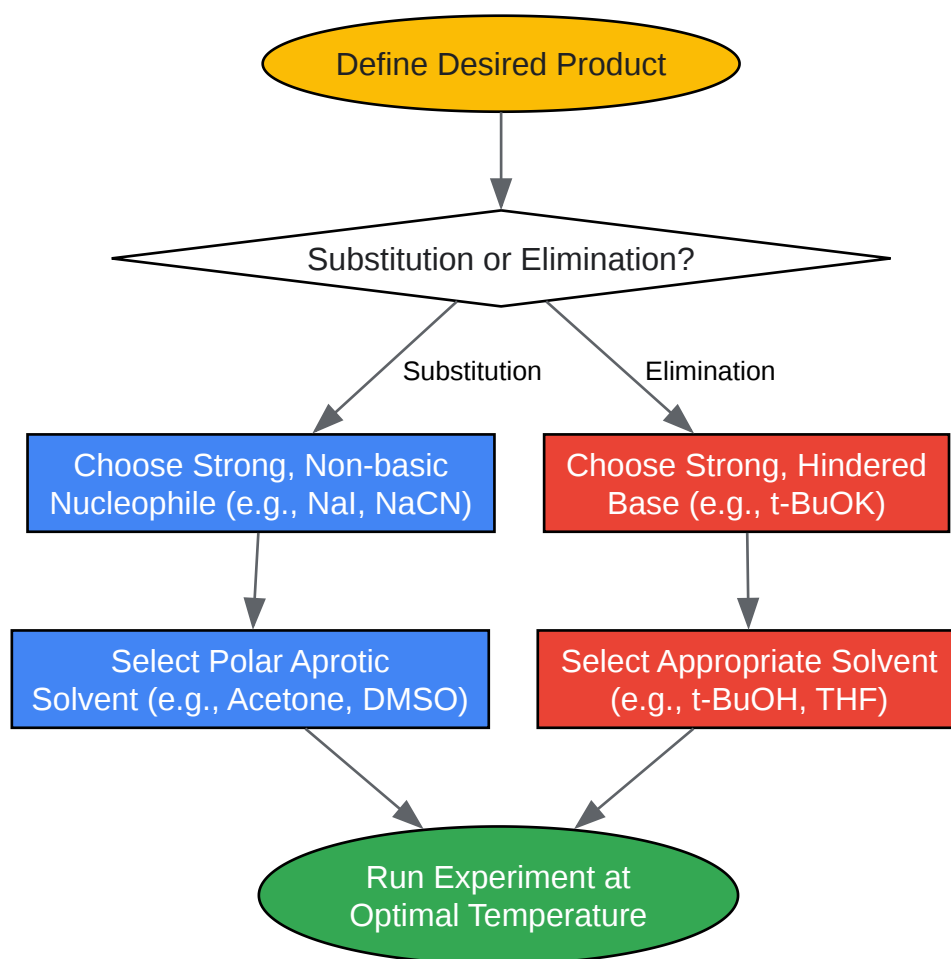 Define Desired Product
Substitution or Elimination?
Substitution
Elimination
Choose Strong, Non-basic
Nucleophile (e.g., NaI, NaCN)
Choose Strong, Hindered
Base (e.g., t-BuOK)
Select Polar Aprotic
Solvent (e.g., Acetone, DMSO)
Select Appropriate Solvent
(e.g., t-BuOH, THF)
Run Experiment at
Optimal Temperature